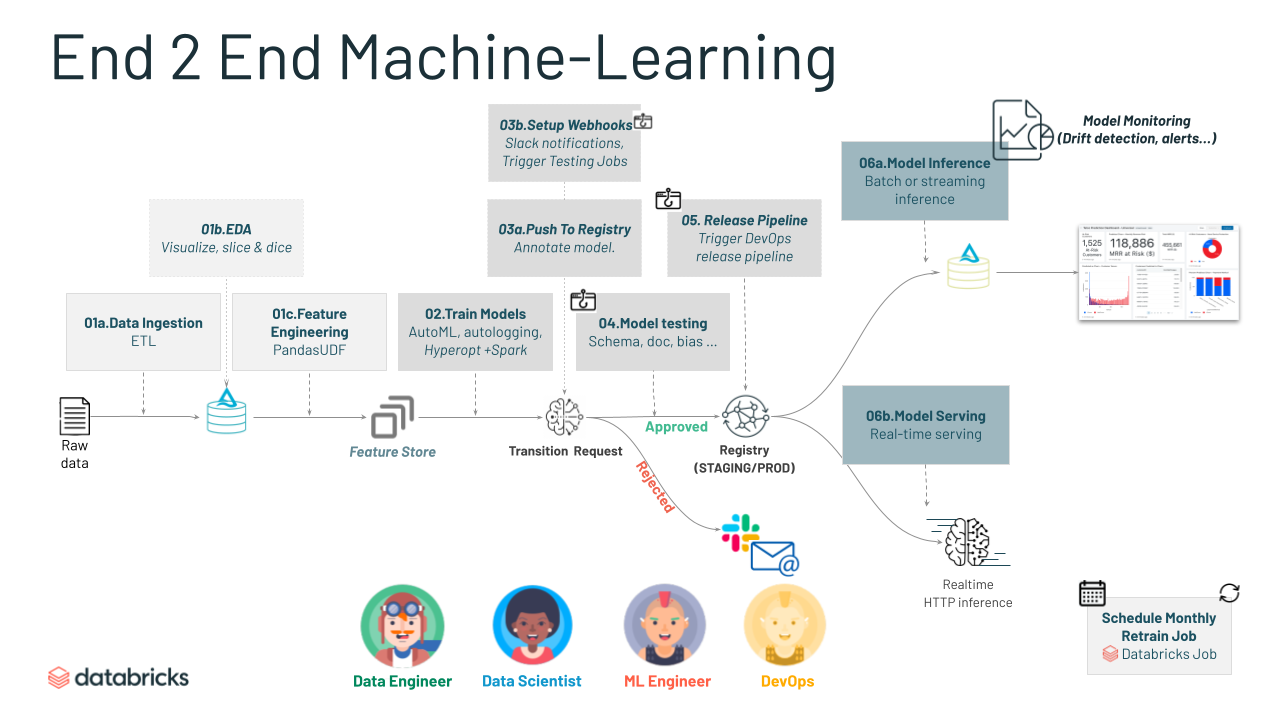 End 2 End Machine-Learning
03b.Setup Webhooks
Slack notifications,
Trigger Testing Jobs
Model Monitoring
(Drift detection, alerts...)
06a.Model Inference
Batch or streaming
inference
01b.EDA
Visualize, slice & dice
03a.Push To Registry
Annotate model.
05. Release Pipeline
Trigger DevOps
release pipeline
1,525
At-Risk
Customers
118,886
MRR at Risk ($)
01a.Data Ingestion
ETL
01c.Feature
Engineering
PandasUDF
02.Train Models
AutoML, autologging,
Hyperopt +Spark
04.Model testing
Schema, doc, bias ...
06b.Model Serving
Real-time serving
Raw
data
Feature Store
Transition Request
Approved
Rejected
Registry
(STAGING/PROD)
Realtime
HTTP inference
Schedule Monthly
Retrain Job
Databricks Job
databricks
Data Engineer
Data Scientist
ML Engineer
DevOps